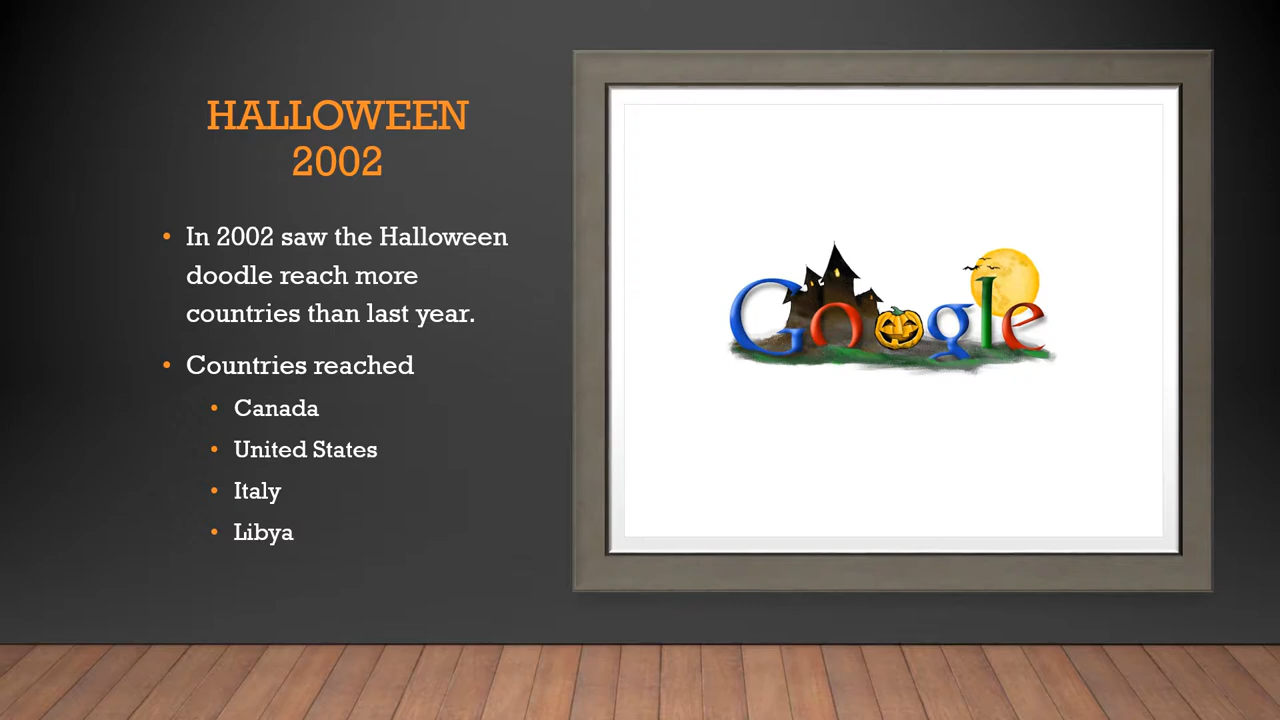 HALLOWEEN
2002
• In 2002 saw the Halloween
doodle reach more
countries than last year.
• Countries reached
• Canada
• United States
• Italy
• Libya
Google